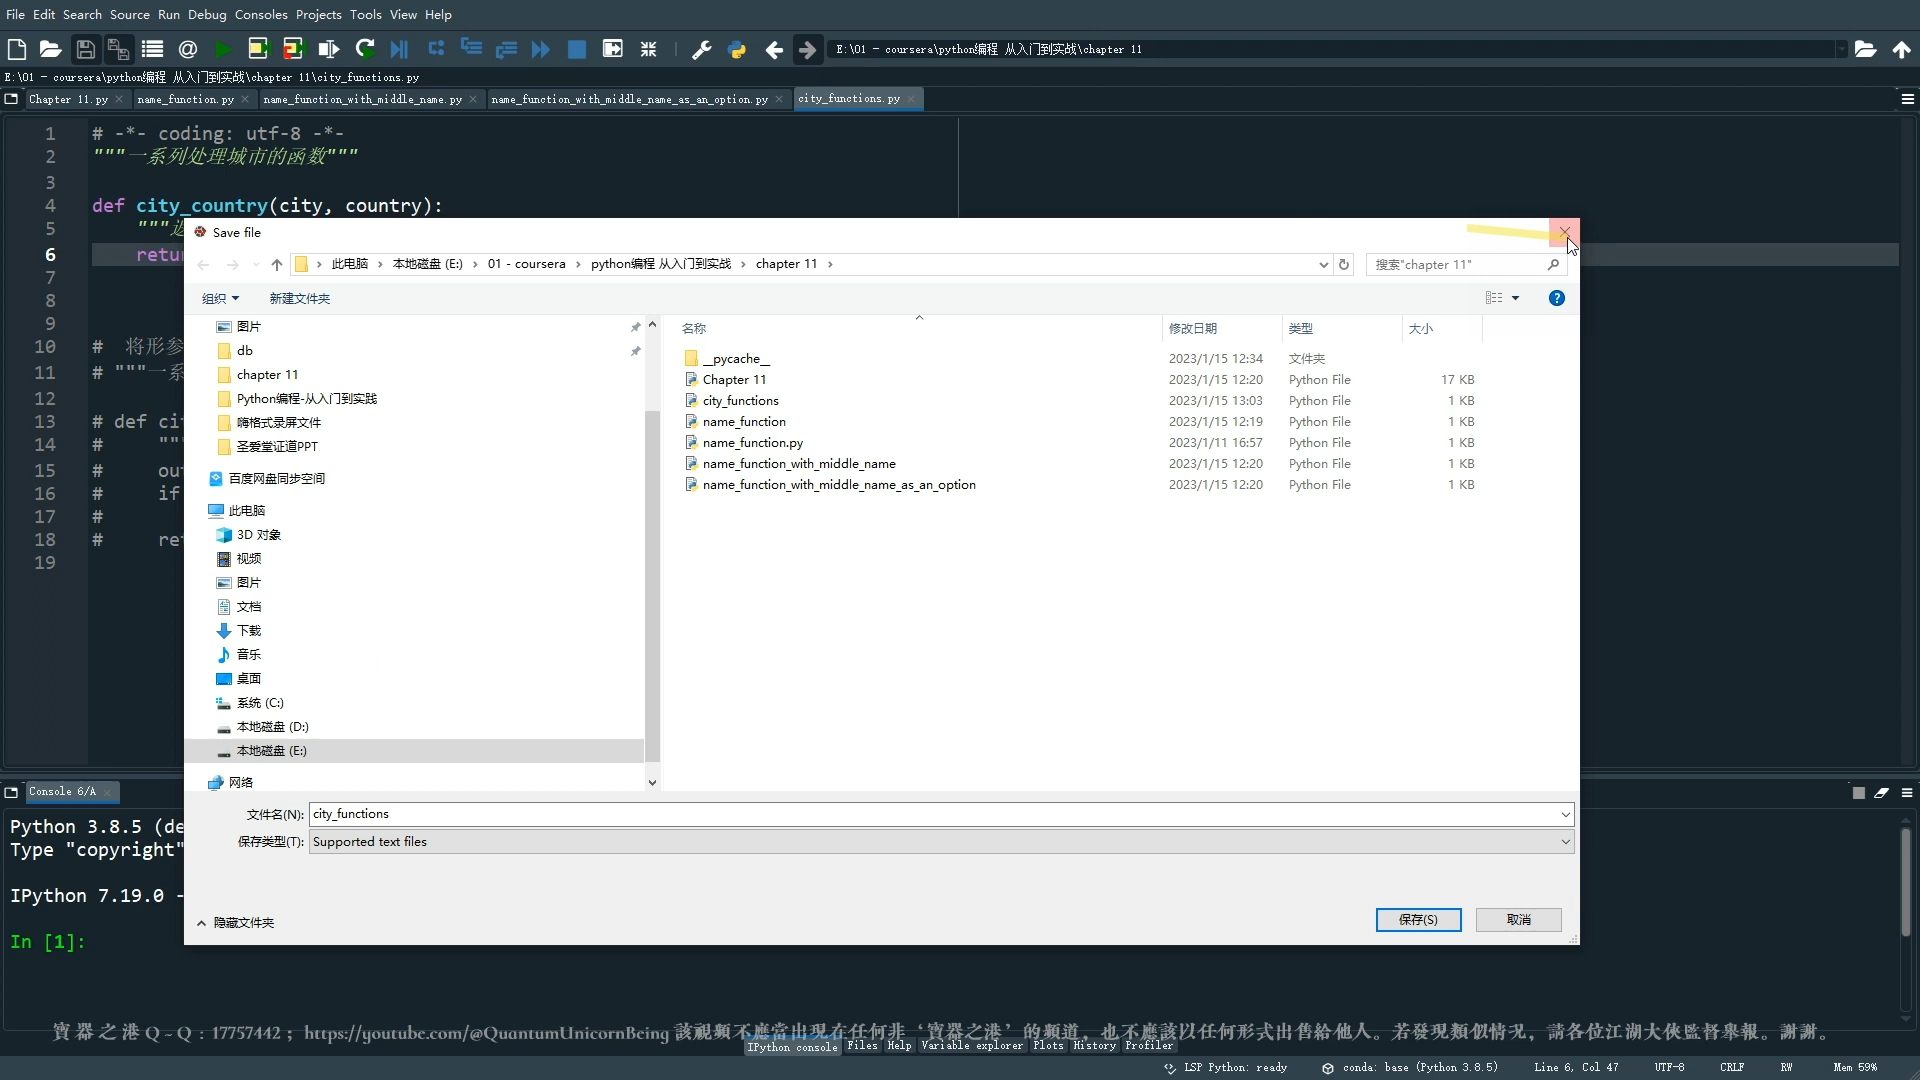 File Edit Search Source Run Debug Consoles Projects Tools View Help
E:\01 - coursera\python编程 从入门到实战\chapter 11
E:\01 - coursera\python编程 从入门到实战\chapter 11\city_functions.py
Chapter 11.py name_function.py name_function_with_middle_name.py name_function_with_middle_name_as_an_option.py city_functions.py
1 # -*- coding: utf-8 -*-
2 """一系列处理城市的函数"""
3
4 def city_country(city, country):
5 """返
6 retur
7
8
9
10 # 将形参
11 # """一系
12
13 # def cit
14 # """
15 # out
16 # if
17 #
18 # ret
19
Save file
此电脑 › 本地磁盘 (E:) › 01 - coursera › python编程 从入门到实战 › chapter 11 ›
搜索"chapter 11"
组织 新建文件夹
图片
db
chapter 11
Python编程-从入门到实践
嗨格式录屏文件
圣爱堂证道PPT
百度网盘同步空间
此电脑
3D 对象
视频
图片
文档
下载
音乐
桌面
系统 (C:)
本地磁盘 (D:)
本地磁盘 (E:)
网络
名称 修改日期 类型 大小
__pycache__ 2023/1/15 12:34 文件夹
Chapter 11 2023/1/15 12:20 Python File 17 KB
city_functions 2023/1/15 13:03 Python File 1 KB
name_function 2023/1/15 12:19 Python File 1 KB
name_function.py 2023/1/11 16:57 Python File 1 KB
name_function_with_middle_name 2023/1/15 12:20 Python File 1 KB
name_function_with_middle_name_as_an_option 2023/1/15 12:20 Python File 1 KB
文件名(N): city_functions
保存类型(T): Supported text files
隐藏文件夹
保存(S) 取消
Console 6/A
Python 3.8.5 (de
Type "copyright"
IPython 7.19.0 -
In [1]:
寶器之港Q~Q：17757442；https://youtube.com/@QuantumUnicornBeing 該視頻不應當出現在任何非‘寶器之港’的頻道，也不應該以任何形式出售給他人。若發現類似情況，請各位江湖大俠監督舉報。謝謝。
IPython console Files Help Variable explorer Plots History Profiler
LSP Python: ready conda: base (Python 3.8.5) Line 6, Col 47 UTF-8 CRLF RW Mem 59%